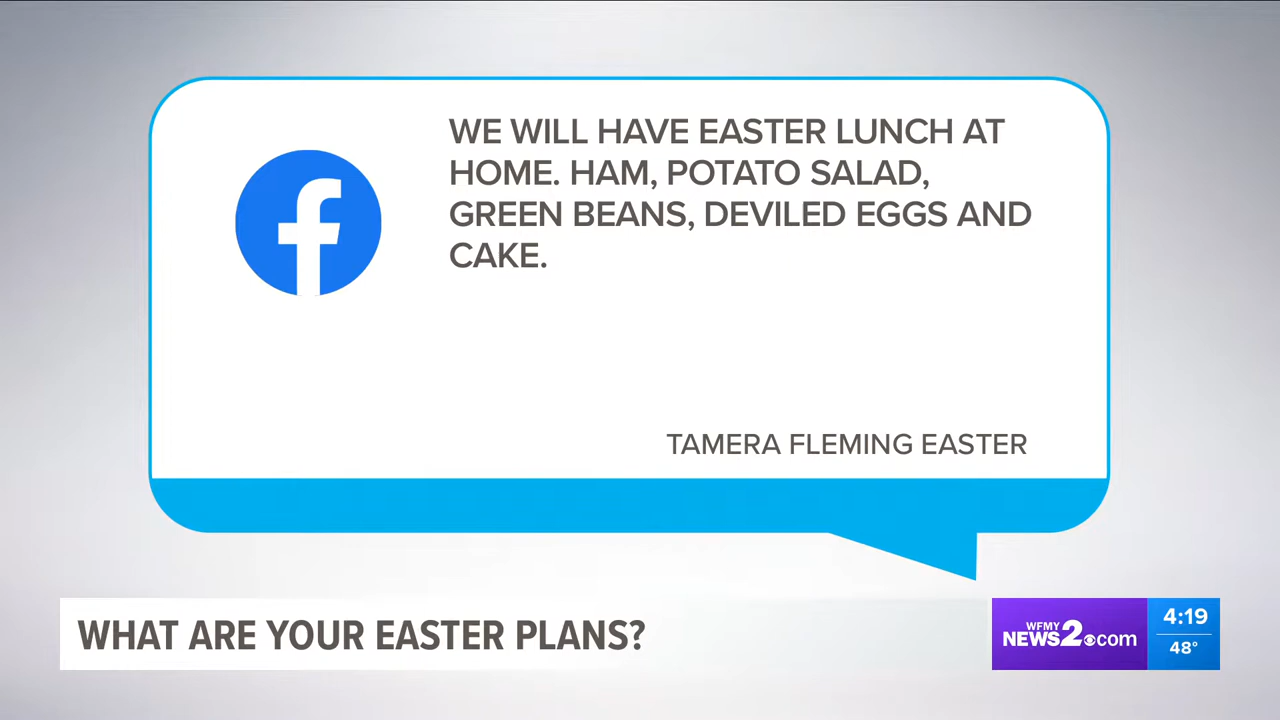 WE WILL HAVE EASTER LUNCH AT
HOME. HAM, POTATO SALAD,
GREEN BEANS, DEVILED EGGS AND
CAKE.
TAMERA FLEMING EASTER
WHAT ARE YOUR EASTER PLANS?
WFMY
NEWS2.com
4:19
48°